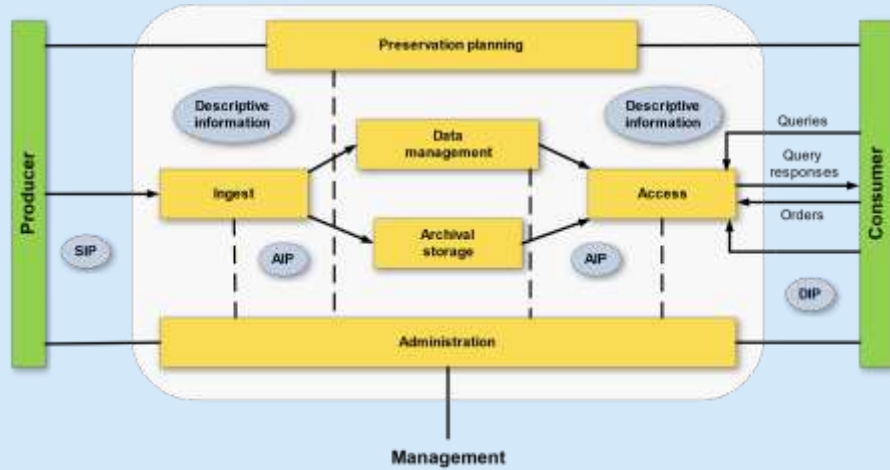 Preservation planning
Descriptive
information
Descriptive
information
Data
management
Queries
Query
responses
Producer
Ingest
Access
Consumer
Orders
Archival
storage
SIP
AIP
AIP
DIP
Administration
Management